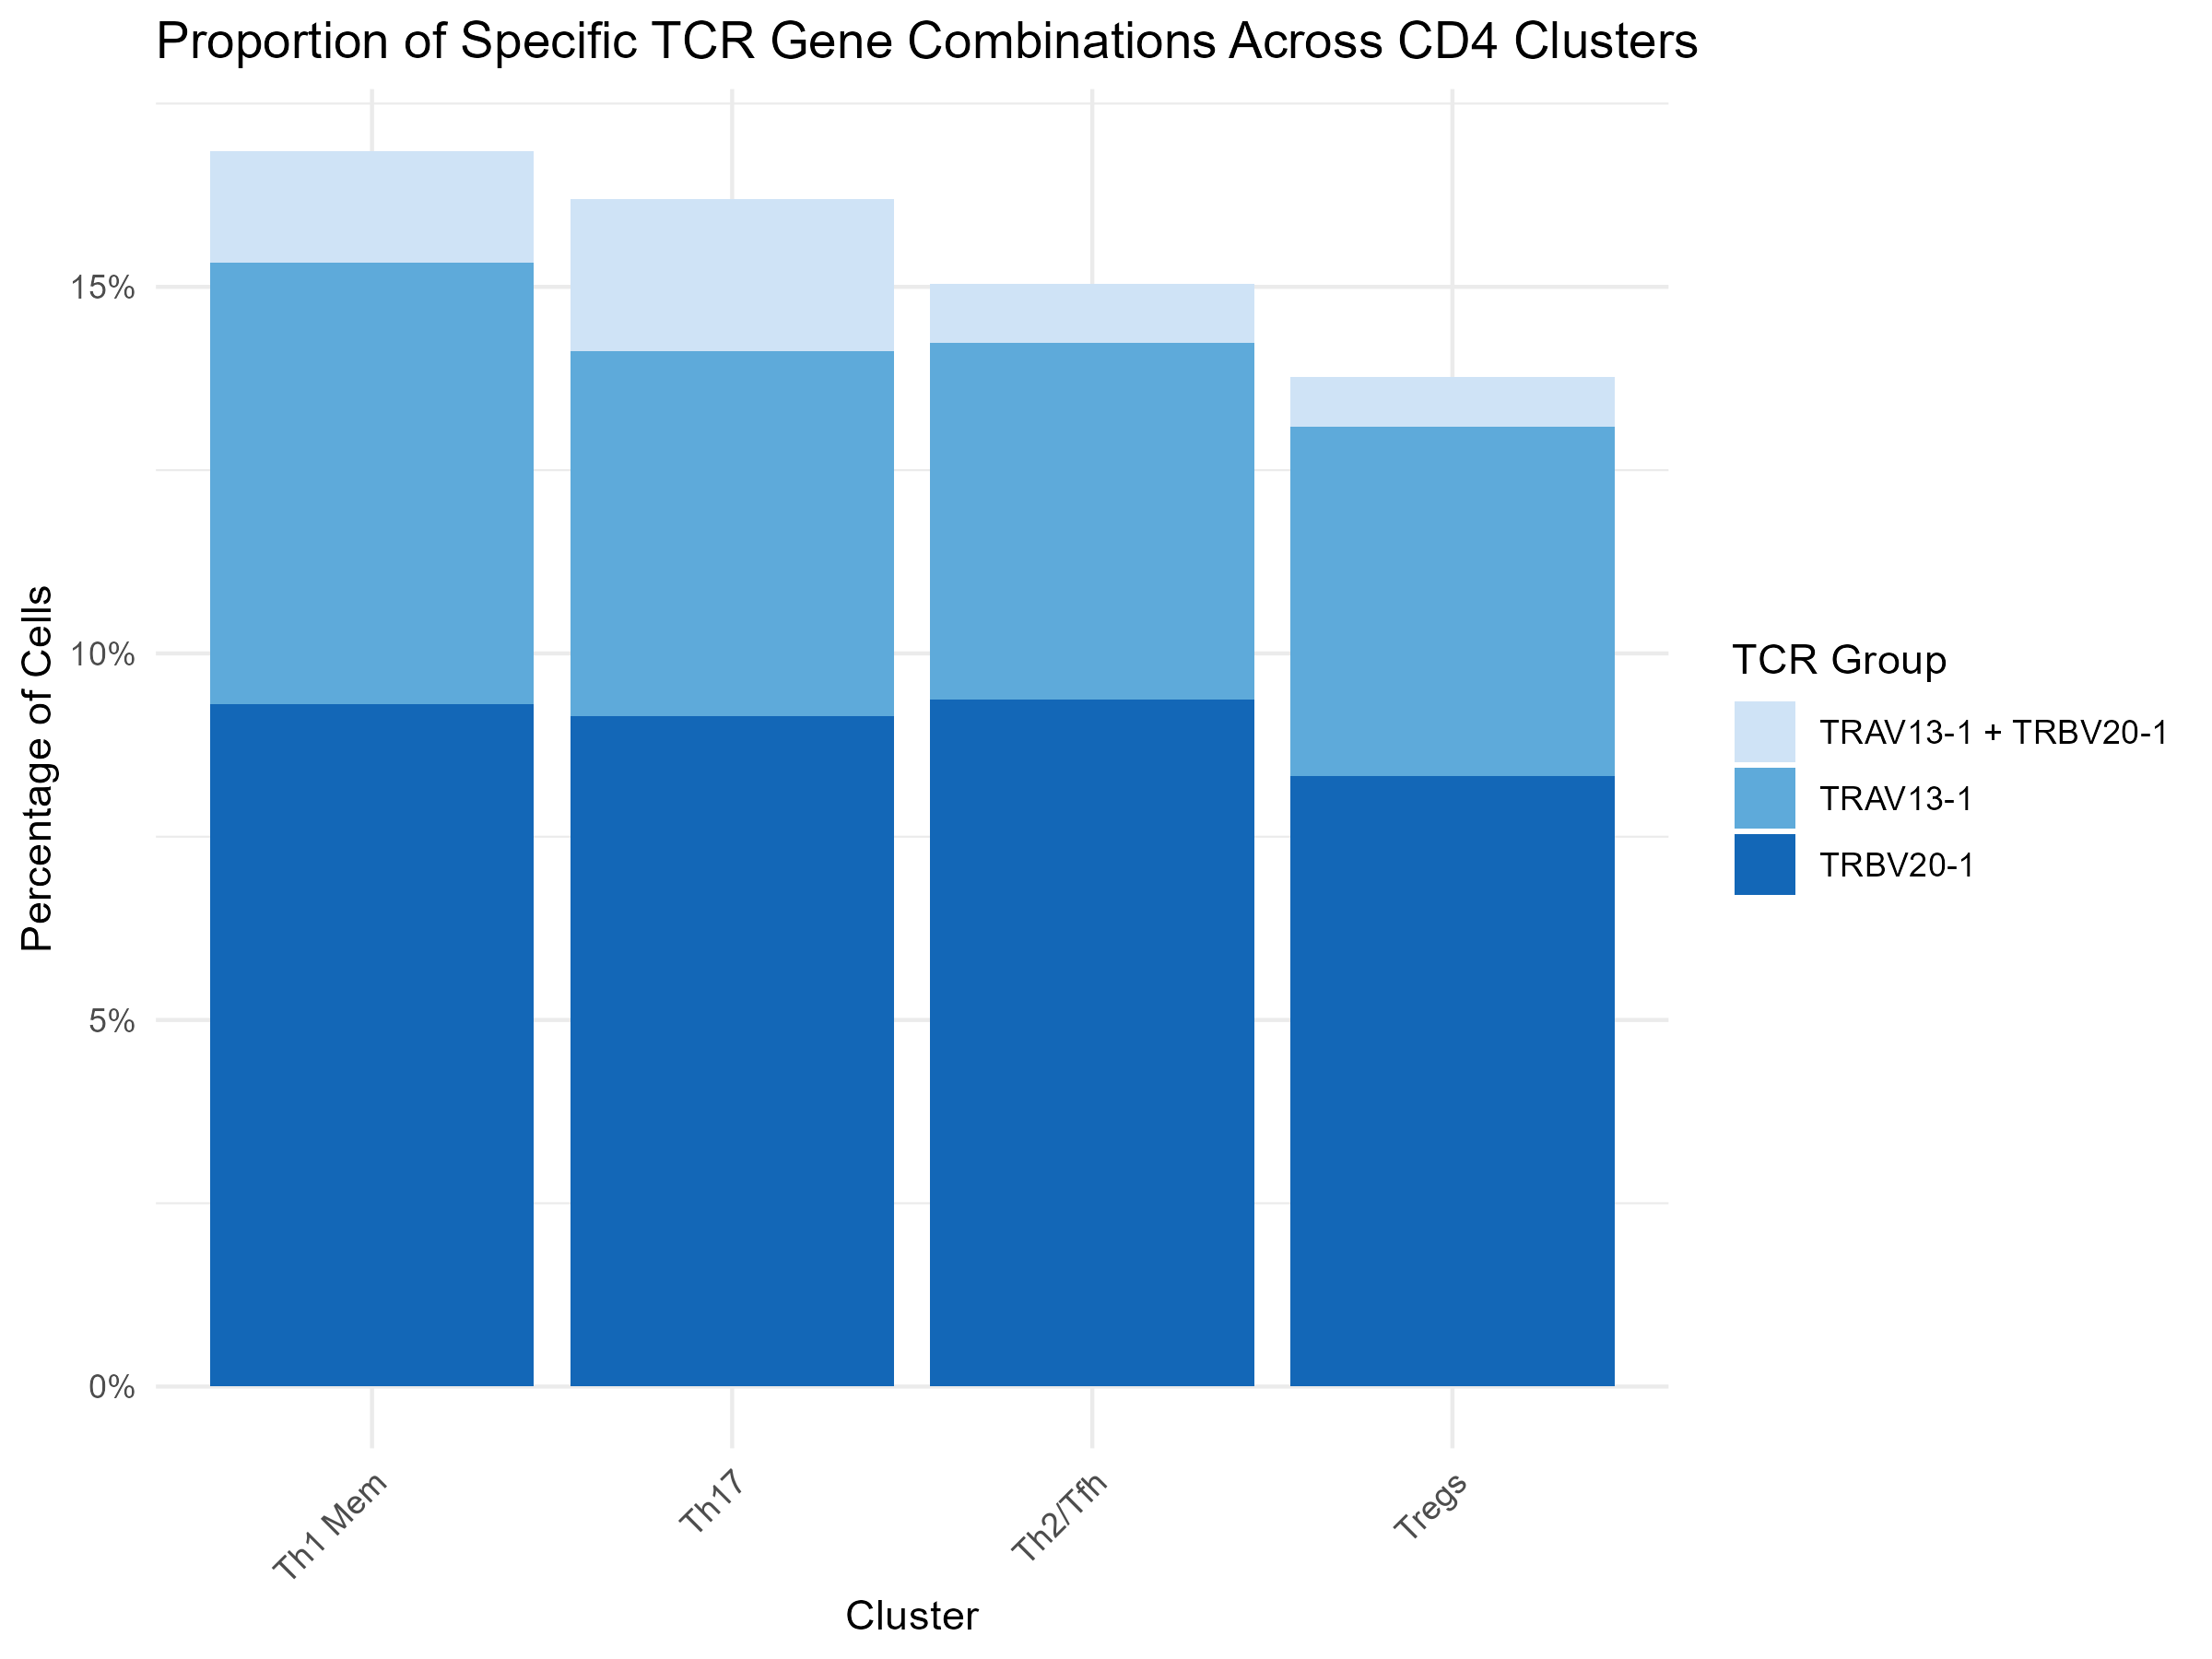 Proportion of Specific TCR Gene Combinations Across CD4 Clusters
Percentage of Cells
15%
10%
5%
0%
Th1 Mem
Th17
Th2/Tfh
Tregs
Cluster
TCR Group
TRAV13-1 + TRBV20-1
TRAV13-1
TRBV20-1